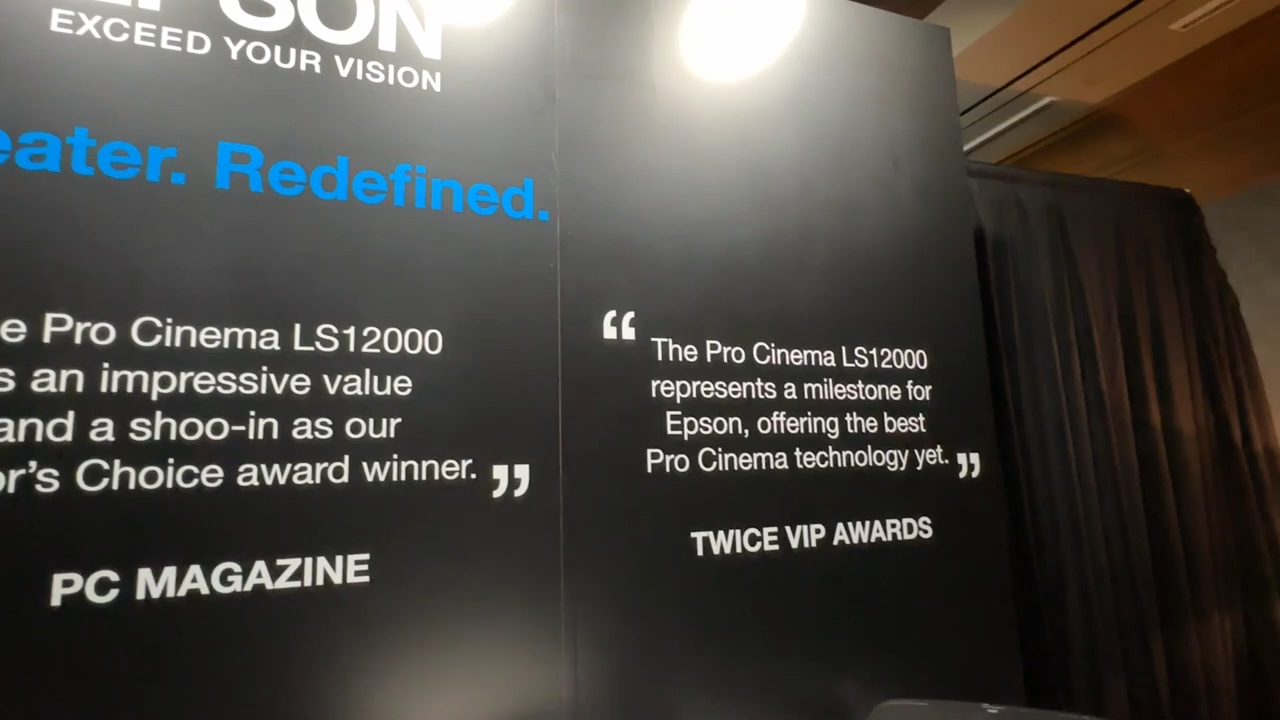 EPSON
EXCEED YOUR VISION
eater. Redefined.
e Pro Cinema LS12000
s an impressive value
and a shoo-in as our
or's Choice award winner. ”
PC MAGAZINE
“ The Pro Cinema LS12000
represents a milestone for
Epson, offering the best
Pro Cinema technology yet. ”
TWICE VIP AWARDS